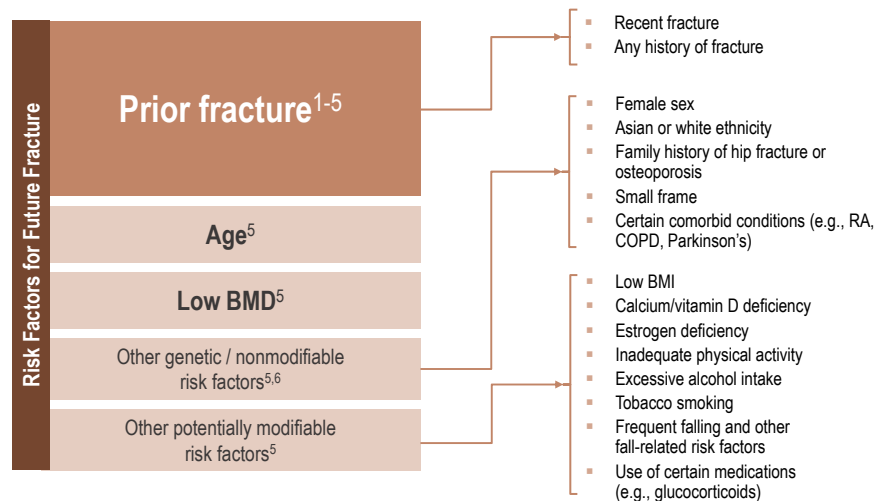 Risk Factors for Future Fracture
Prior fracture1-5
Age5
Low BMD5
Other genetic / nonmodifiable
risk factors5,6
Other potentially modifiable
risk factors5
Recent fracture
Any history of fracture
Female sex
Asian or white ethnicity
Family history of hip fracture or
osteoporosis
Small frame
Certain comorbid conditions (e.g., RA,
COPD, Parkinson’s)
Low BMI
Calcium/vitamin D deficiency
Estrogen deficiency
Inadequate physical activity
Excessive alcohol intake
Tobacco smoking
Frequent falling and other
fall-related risk factors
Use of certain medications
(e.g., glucocorticoids)